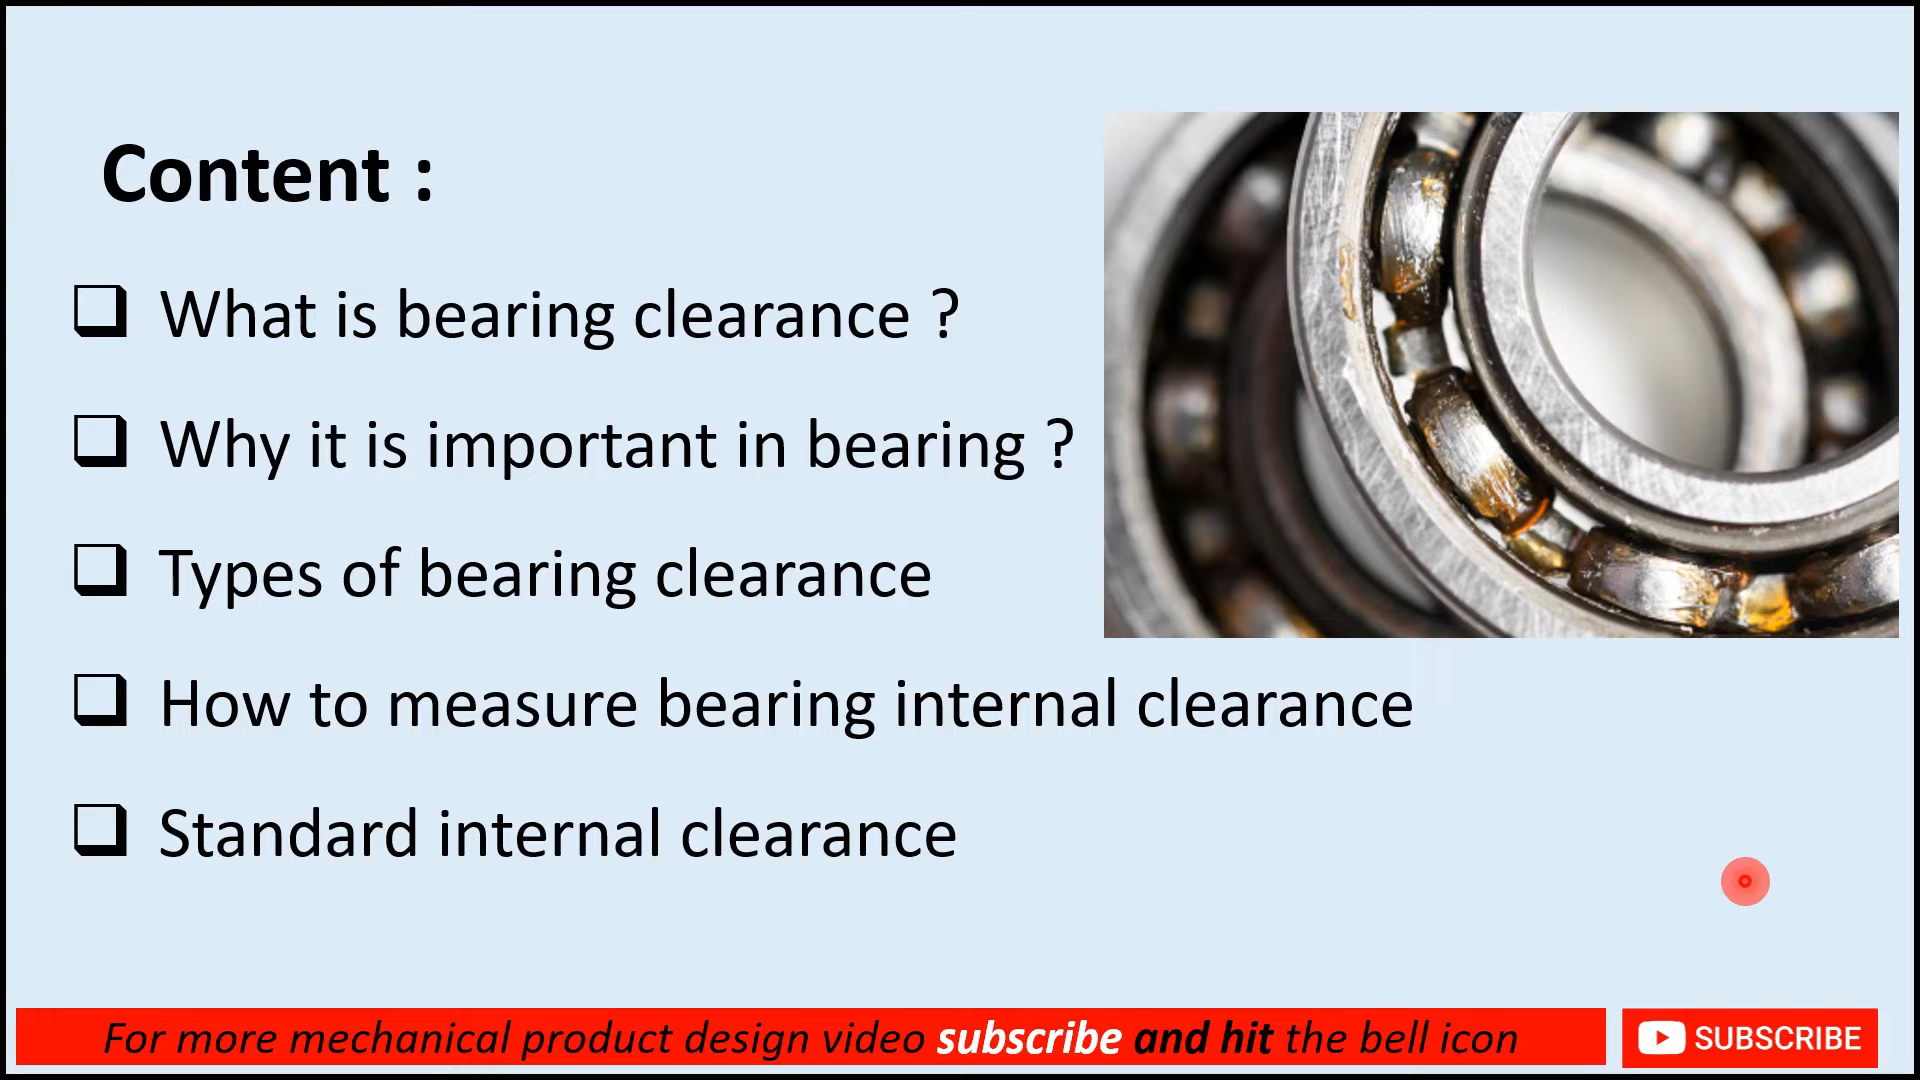 Content :
What is bearing clearance ?
Why it is important in bearing ?
Types of bearing clearance
How to measure bearing internal clearance
Standard internal clearance
For more mechanical product design video subscribe and hit the bell icon
SUBSCRIBE